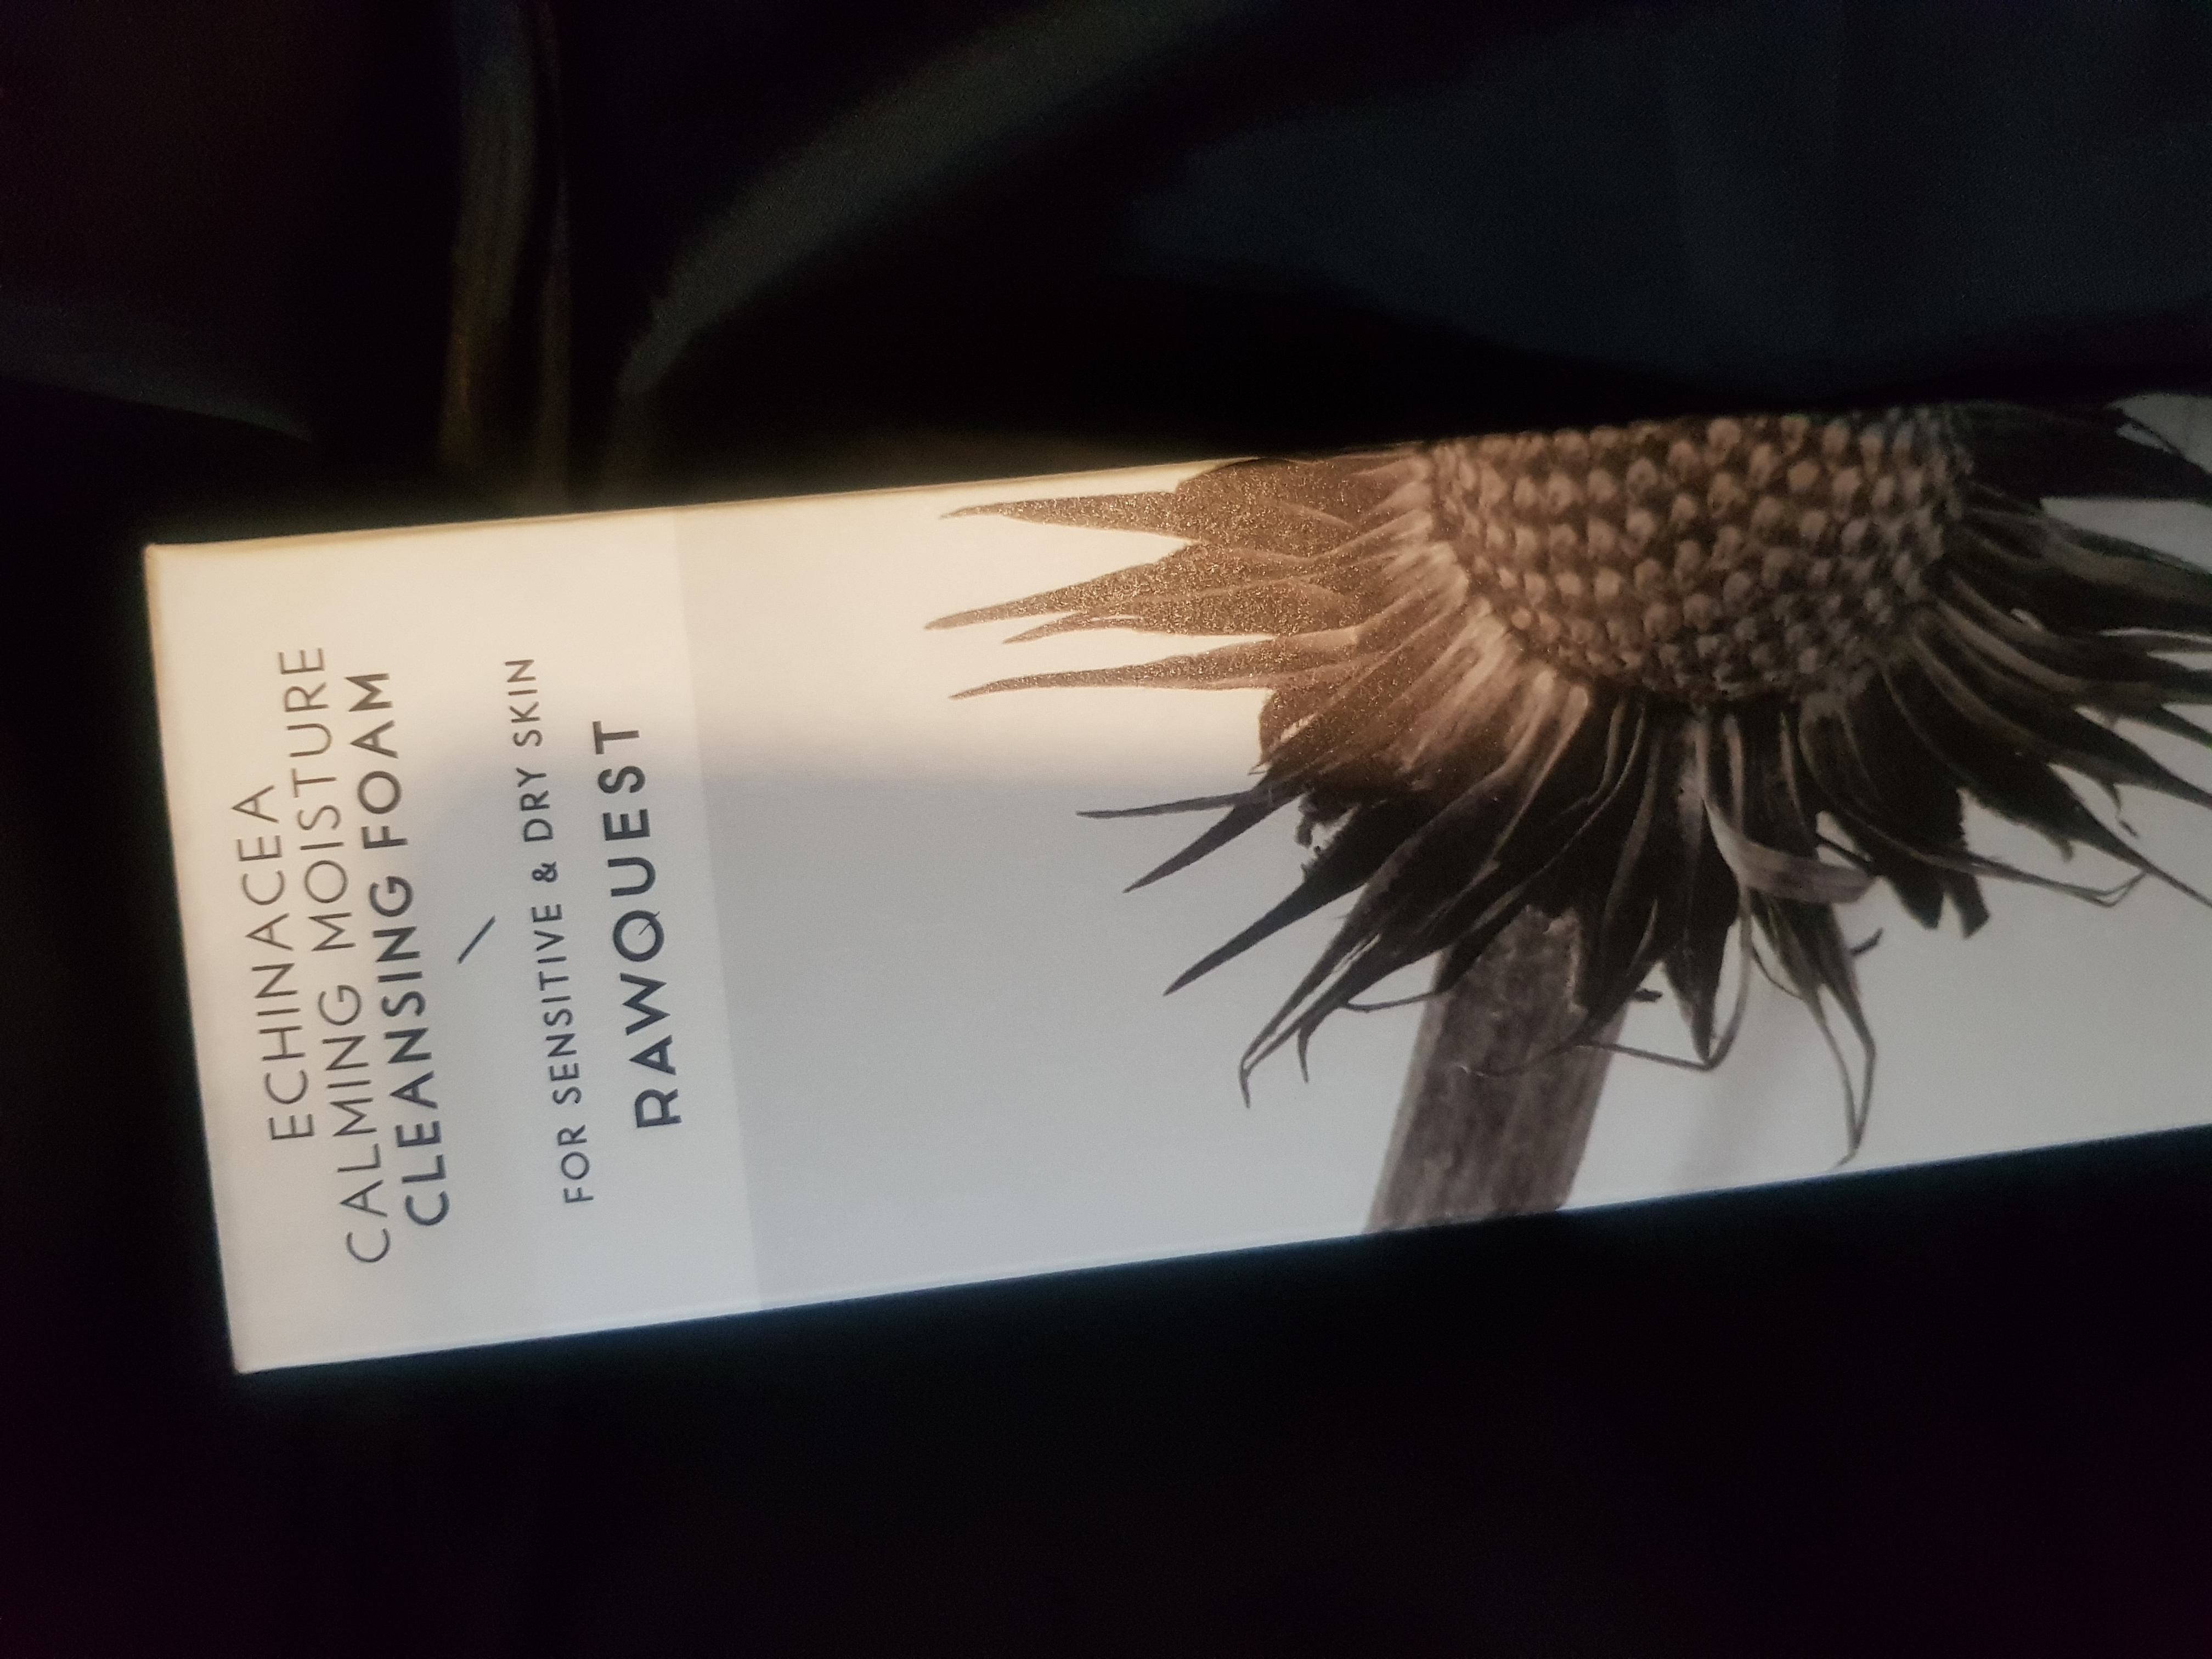 ECHINACEA
CALMING MOISTURE
CLEANSING FOAM
FOR SENSITIVE & DRY SKIN
RAWQUEST